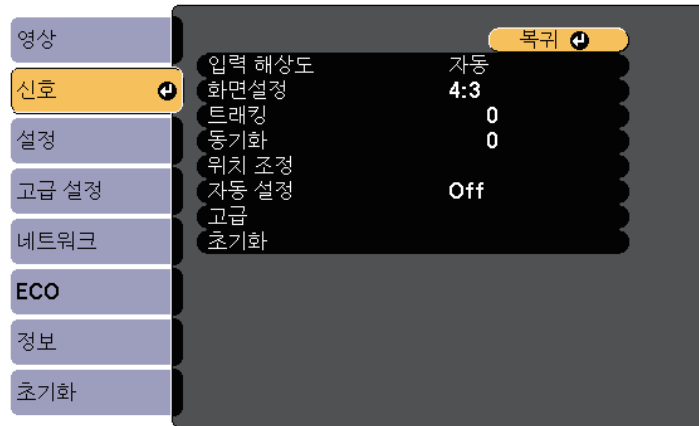 영상
신호
설정
고급 설정
네트워크
ECO
정보
초기화
복귀
입력 해상도 자동
화면설정 4:3
트래킹 0
동기화 0
위치 조정
자동 설정 Off
고급
초기화